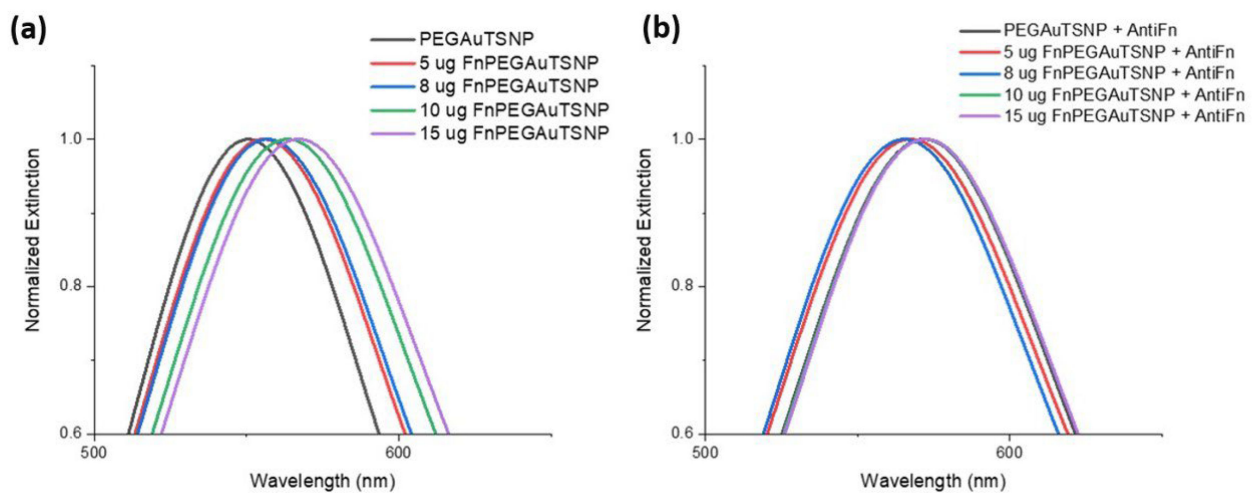 (a)
PEGAuTSNP
5 ug FnPEGAuTSNP
8 ug FnPEGAuTSNP
10 ug FnPEGAuTSNP
15 ug FnPEGAuTSNP
1.0
0.8
0.6
Normalized Extinction
500
600
Wavelength (nm)
(b)
PEGAuTSNP + AntiFn
5 ug FnPEGAuTSNP + AntiFn
8 ug FnPEGAuTSNP + AntiFn
10 ug FnPEGAuTSNP + AntiFn
15 ug FnPEGAuTSNP + AntiFn
1.0
0.8
0.6
Normalized Extinction
500
600
Wavelength (nm)